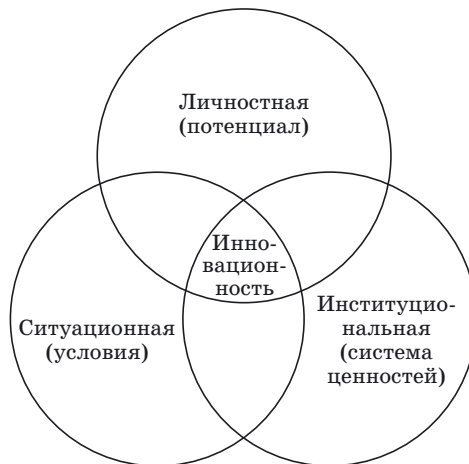 Личностная
(потенциал)
Инно-
вацион-
ность
Ситуационная
(условия)
Институцио-
нальная
(система
ценностей)